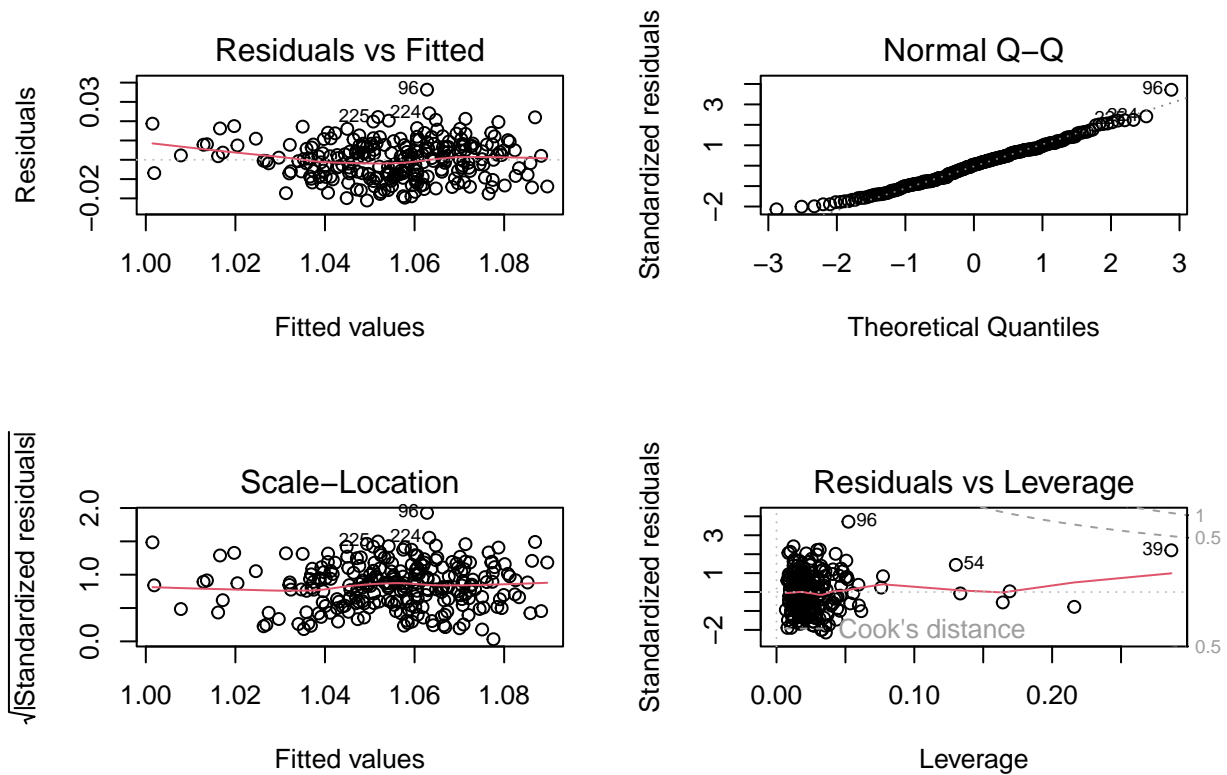 Residuals vs Fitted
Residuals
0.03
-0.02
96
225
224
1.00 1.02 1.04 1.06 1.08
Fitted values
Normal Q−Q
Standardized residuals
3
1
−2
96
224
−3 −2 −1 0 1 2 3
Theoretical Quantiles
Scale−Location
√|Standardized residuals|
2.0
1.0
0.0
96
225
224
1.00 1.02 1.04 1.06 1.08
Fitted values
Residuals vs Leverage
Standardized residuals
3
1
−2
96
54
39
1
0.5
0.5
Cook's distance
0.00 0.10 0.20
Leverage